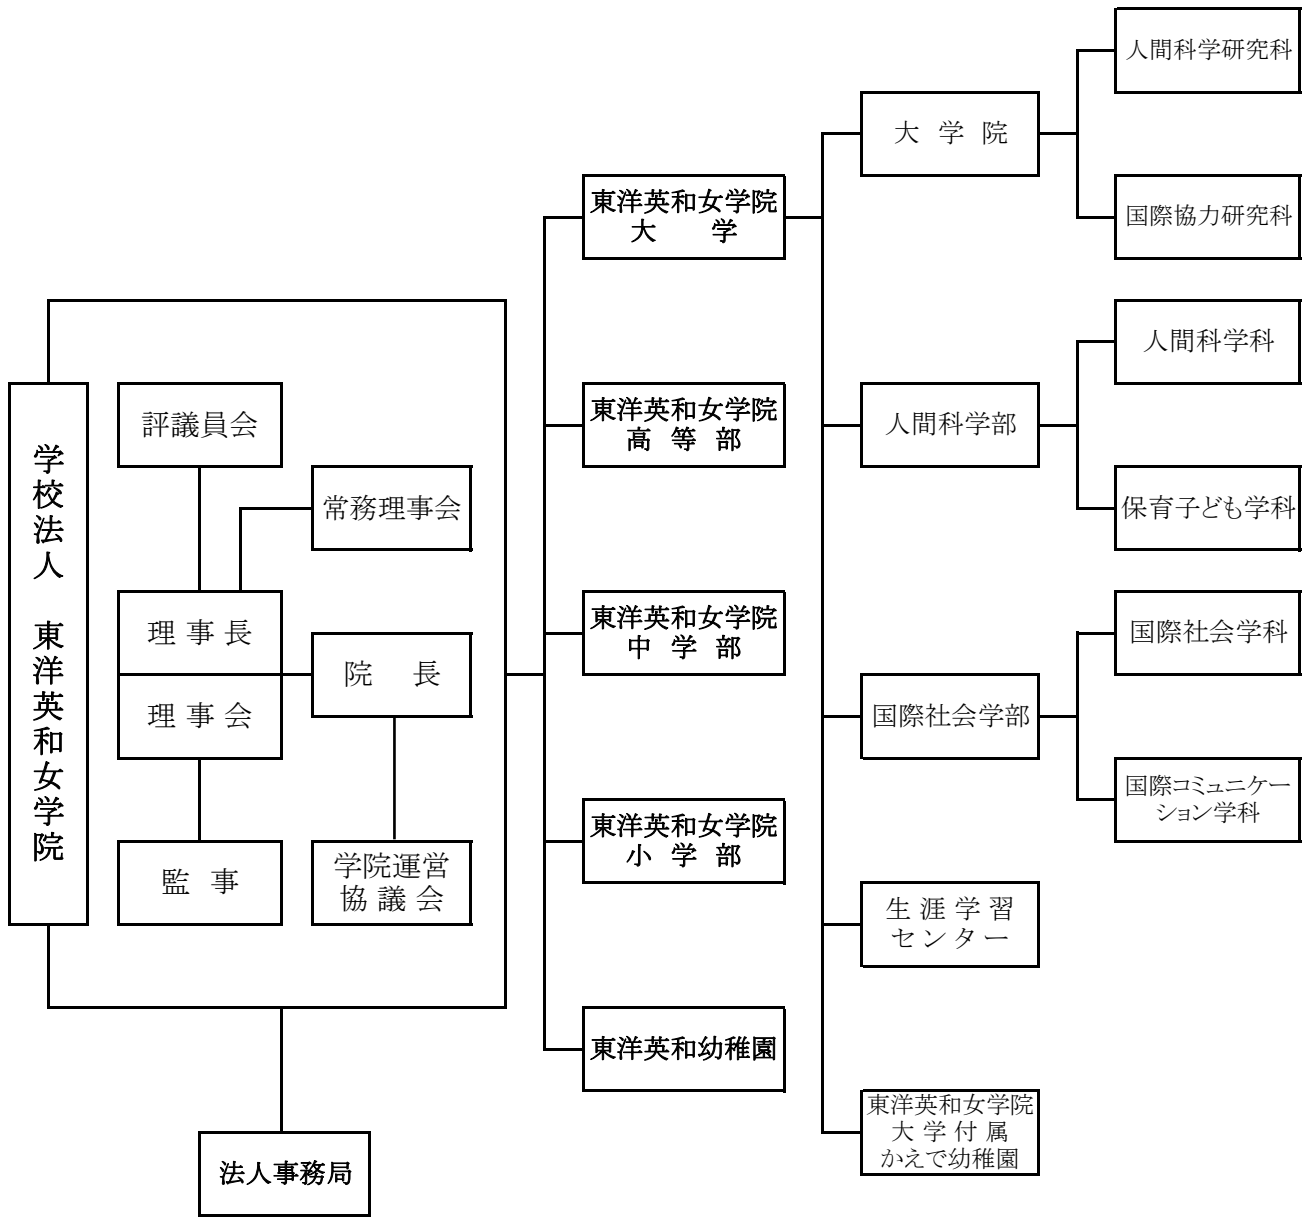 学校法人　東洋英和女学院
評議員会
常務理事会
理事長
理事会
院長
監事
学院運営
協議会
法人事務局
東洋英和女学院
大学
東洋英和女学院
高等部
東洋英和女学院
中学部
東洋英和女学院
小学部
東洋英和幼稚園
大学院
人間科学部
国際社会学部
生涯学習
センター
東洋英和女学院
大学付属
かえで幼稚園
人間科学研究科
国際協力研究科
人間科学科
保育子ども学科
国際社会学科
国際コミュニケー
ション学科